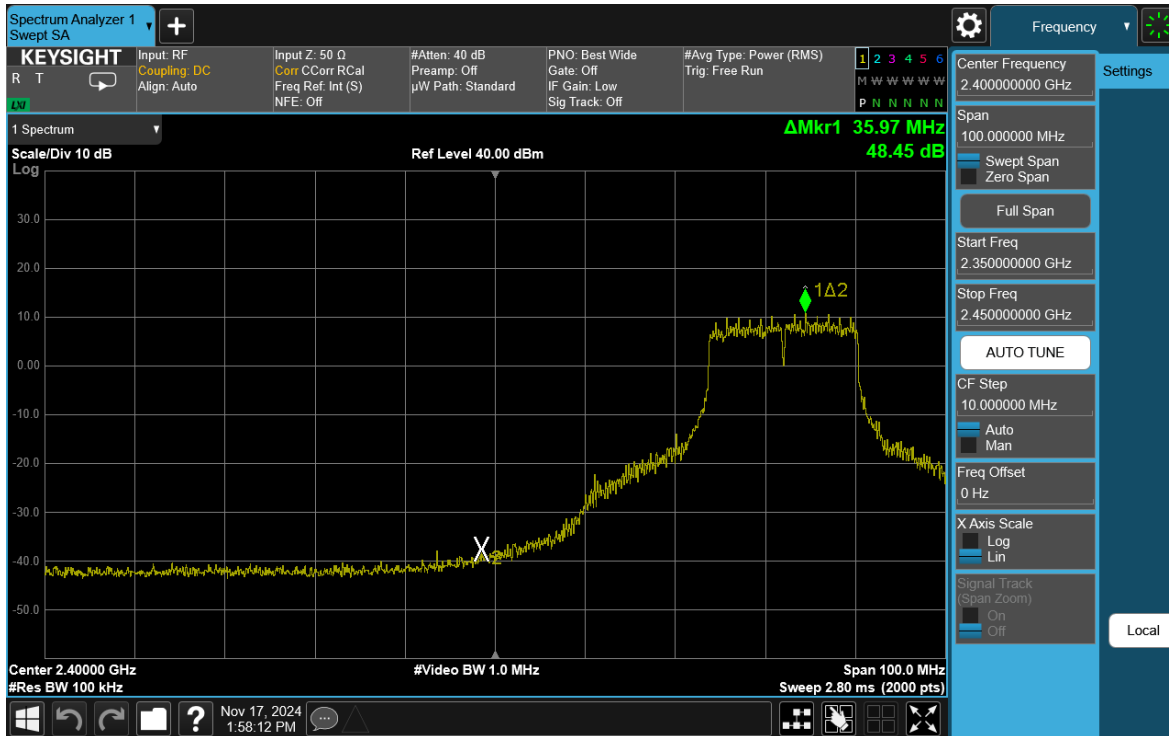 Spectrum Analyzer 1
Swept SA
Frequency
KEYSIGHT
R T
LXI
Input: RF
Coupling: DC
Align: Auto
Input Z: 50 Ω
Corr CCorr RCal
Freq Ref: Int (S)
NFE: Off
#Atten: 40 dB
Preamp: Off
µW Path: Standard
PNO: Best Wide
Gate: Off
IF Gain: Low
Sig Track: Off
#Avg Type: Power (RMS)
Trig: Free Run
1 2 3 4 5 6
M W W W W W
P N N N N N
1 Spectrum
ΔMkr1 35.97 MHz
Scale/Div 10 dB
Ref Level 40.00 dBm
48.45 dB
Log
30.0
20.0
10.0
0.00
-10.0
-20.0
-30.0
-40.0
-50.0
1Δ2
X2
Center 2.40000 GHz
#Video BW 1.0 MHz
Span 100.0 MHz
#Res BW 100 kHz
Sweep 2.80 ms (2000 pts)
Center Frequency
2.400000000 GHz
Settings
Span
100.000000 MHz
Swept Span
Zero Span
Full Span
Start Freq
2.350000000 GHz
Stop Freq
2.450000000 GHz
AUTO TUNE
CF Step
10.000000 MHz
Auto
Man
Freq Offset
0 Hz
X Axis Scale
Log
Lin
Signal Track
(Span Zoom)
On
Off
Local
?
Nov 17, 2024
1:58:12 PM